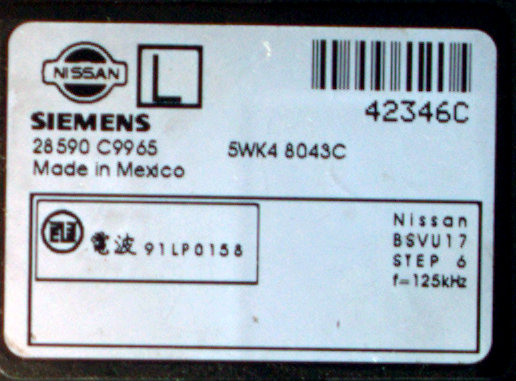 NISSAN
L
42346C
SIEMENS
28590 C9965 5WK4 8043C
Made in Mexico
電波 91LP0158
Nissan
BSVU17
STEP 6
f=125kHz